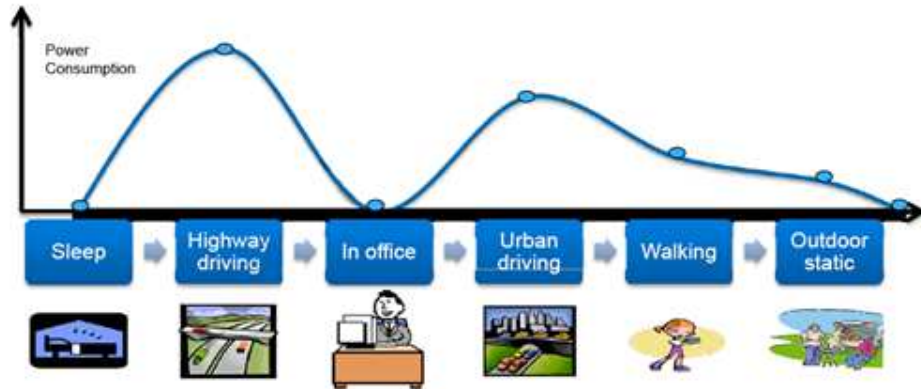 Power
Consumption
Sleep
Highway
driving
In office
Urban
driving
Walking
Outdoor
static